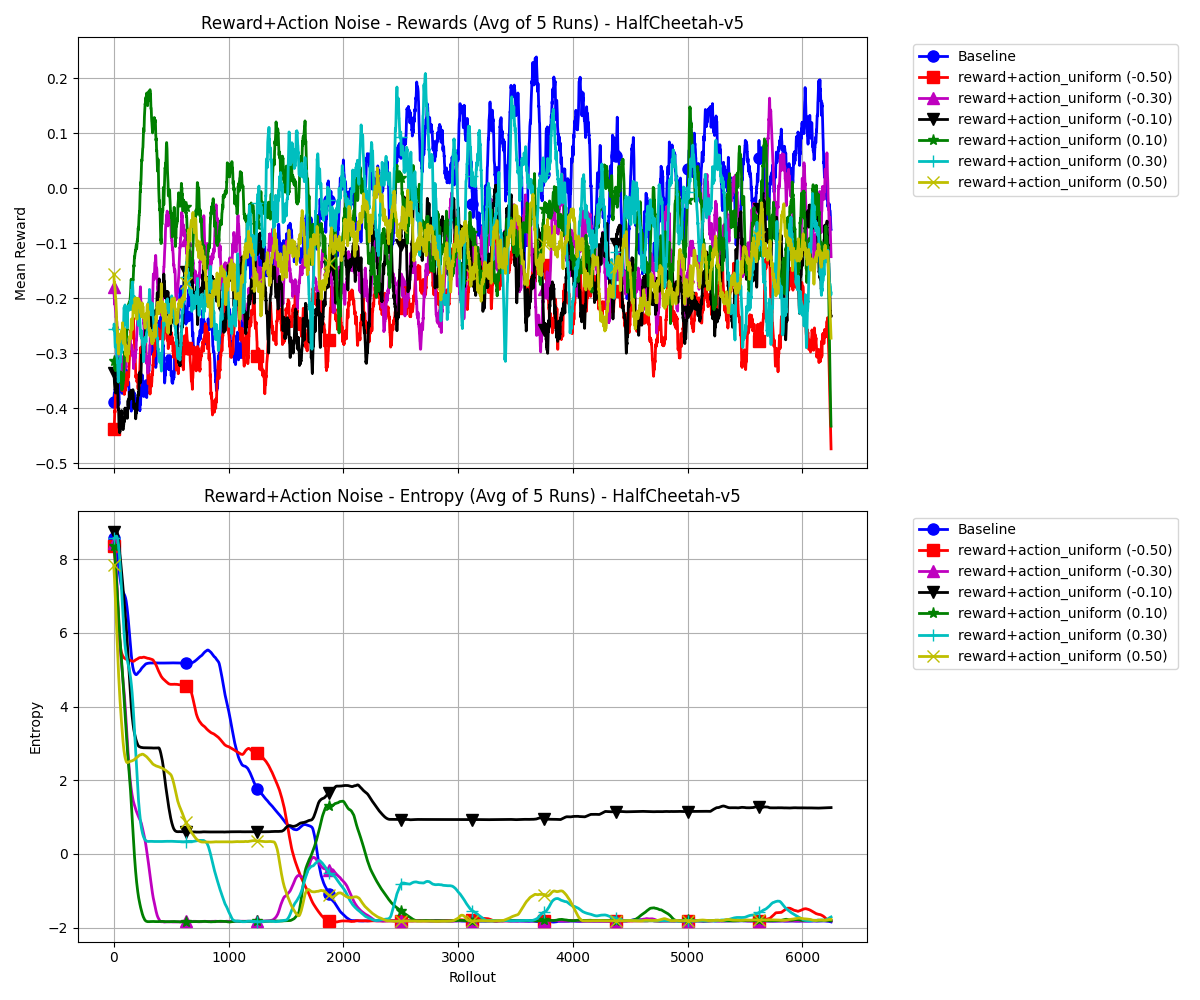 Reward+Action Noise - Rewards (Avg of 5 Runs) - HalfCheetah-v5
Mean Reward
0.2
0.1
0.0
−0.1
−0.2
−0.3
−0.4
−0.5
Baseline
reward+action_uniform (-0.50)
reward+action_uniform (-0.30)
reward+action_uniform (-0.10)
reward+action_uniform (0.10)
reward+action_uniform (0.30)
reward+action_uniform (0.50)
Reward+Action Noise - Entropy (Avg of 5 Runs) - HalfCheetah-v5
Entropy
8
6
4
2
0
−2
0 1000 2000 3000 4000 5000 6000
Rollout
Baseline
reward+action_uniform (-0.50)
reward+action_uniform (-0.30)
reward+action_uniform (-0.10)
reward+action_uniform (0.10)
reward+action_uniform (0.30)
reward+action_uniform (0.50)